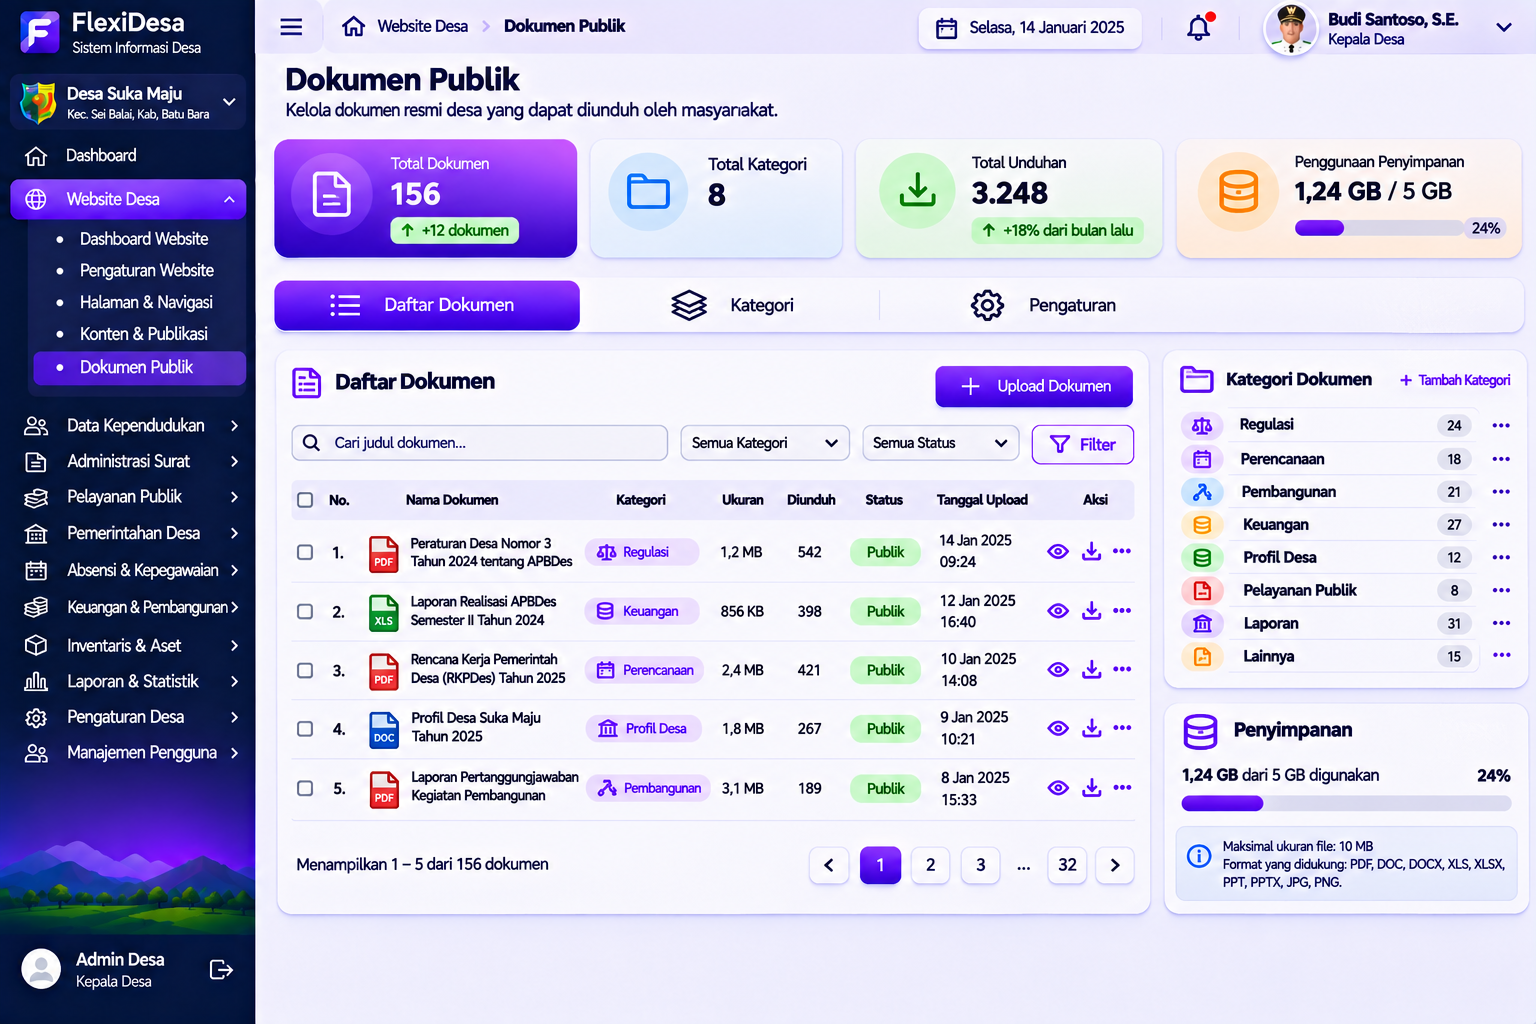 FlexiDesa
Sistem Informasi Desa
Desa Suka Maju
Kec. Sei Balai, Kab, Batu Bara
Dashboard
Website Desa
Dashboard Website
Pengaturan Website
Halaman & Navigasi
Konten & Publikasi
Dokumen Publik
Data Kependudukan
Administrasi Surat
Pelayanan Publik
Pemerintahan Desa
Absensi & Kepegawaian
Keuangan & Pembangunan
Inventaris & Aset
Laporan & Statistik
Pengaturan Desa
Manajemen Pengguna
Admin Desa
Kepala Desa
Website Desa > Dokumen Publik
Selasa, 14 Januari 2025
Budi Santoso, S.E.
Kepala Desa
Dokumen Publik
Kelola dokumen resmi desa yang dapat diunduh oleh masyarıakat.
Total Dokumen
156
↑ +12 dokumen
Total Kategori
8
Total Unduhan
3.248
↑ +18% dari bulan lalu
Penggunaan Penyimpanan
1,24 GB / 5 GB
24%
Daftar Dokumen
Kategori
Pengaturan
Daftar Dokumen
+ Upload Dokumen
Cari judul dokumen...
Semua Kategori
Semua Status
Filter
No. Nama Dokumen Kategori Ukuran Diunduh Status Tanggal Upload Aksi
1. PDF Peraturan Desa Nomor 3 Tahun 2024 tentang APBDes Regulasi 1,2 MB 542 Publik 14 Jan 2025 09:24
2. XLS Laporan Realisasi APBDes Semester II Tahun 2024 Keuangan 856 KB 398 Publik 12 Jan 2025 16:40
3. PDF Rencana Kerja Pemerintah Desa (RKPDes) Tahun 2025 Perencanaan 2,4 MB 421 Publik 10 Jan 2025 14:08
4. DOC Profil Desa Suka Maju Tahun 2025 Profil Desa 1,8 MB 267 Publik 9 Jan 2025 10:21
5. PDF Laporan Pertanggungjawaban Kegiatan Pembangunan Pembangunan 3,1 MB 189 Publik 8 Jan 2025 15:33
Menampilkan 1 – 5 dari 156 dokumen
< 1 2 3 ... 32 >
Kategori Dokumen
+ Tambah Kategori
Regulasi 24
Perencanaan 18
Pembangunan 21
Keuangan 27
Profil Desa 12
Pelayanan Publik 8
Laporan 31
Lainnya 15
Penyimpanan
1,24 GB dari 5 GB digunakan 24%
Maksimal ukuran file: 10 MB
Format yang didukung: PDF, DOC, DOCX, XLS, XLSX,
PPT, PPTX, JPG, PNG.